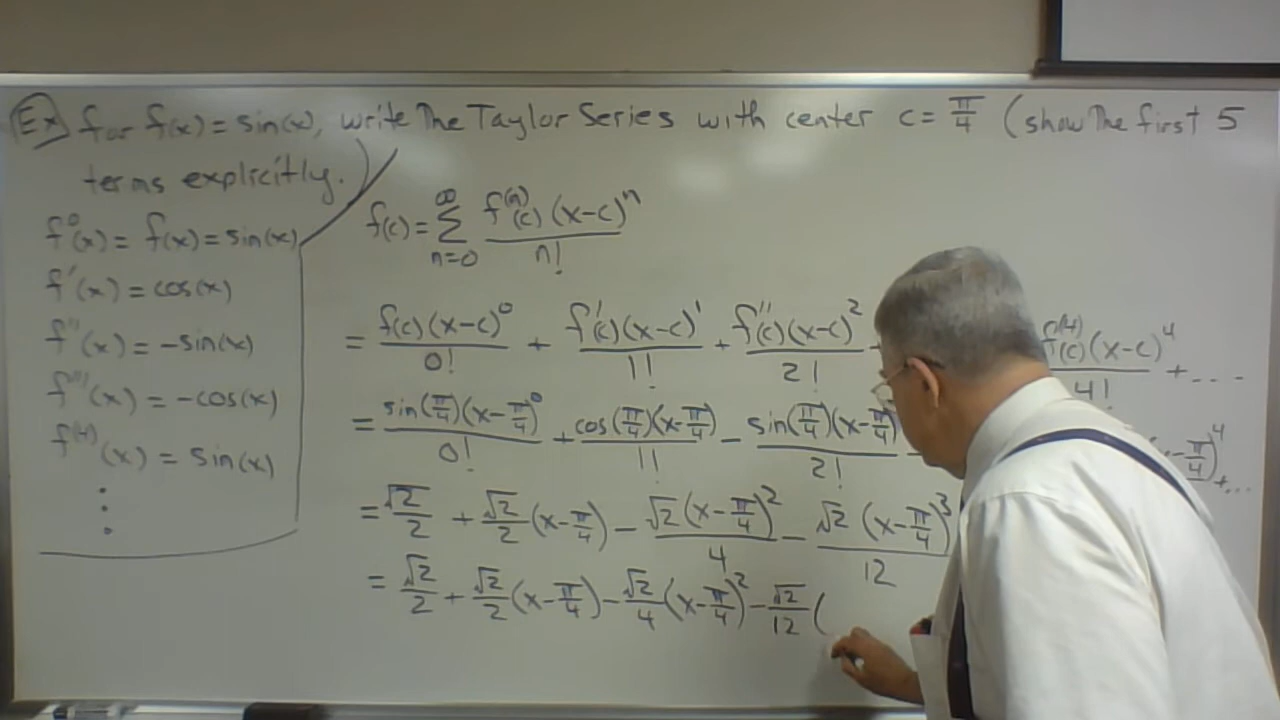 Ex for f(x) = sin(x), write The Taylor Series with center c = π/4 (show The first 5
terms explicitly.)
f⁰(x) = f(x) = sin(x)
f'(x) = cos(x)
f''(x) = -sin(x)
f'''(x) = -cos(x)
f⁽⁴⁾(x) = sin(x)
⋮
f(c) = ∞ Σ n=0 f⁽ⁿ⁾(c) (x-c)ⁿ / n!
= f(c)(x-c)⁰ / 0! + f'(c)(x-c)¹ / 1! + f''(c)(x-c)² / 2! f⁽⁴⁾(c)(x-c)⁴ / 4! + ....
= sin(π/4)(x-π/4)⁰ / 0! + cos(π/4)(x-π/4) / 1! - sin(π/4)(x-π/4) / 2! - π/4)⁴ +...
= √2/2 + √2/2 (x-π/4) - √2(x-π/4)² / 4 - √2 (x-π/4)³ / 12
= √2/2 + √2/2 (x-π/4) - √2/4 (x-π/4)² - √2/12 (